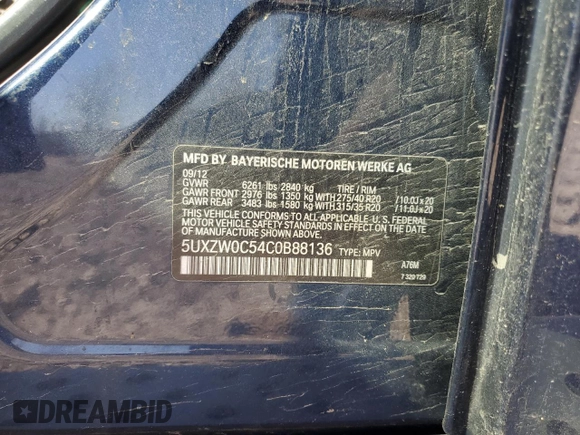 MFD BY BAYERISCHE MOTOREN WERKE AG
09/12
GVWR 6261 lbs 2840 kg TIRE / RIM
GAWR FRONT 2976 lbs 1350 kg WITH 275/40 R20 /10.0J x 20
GAWR REAR 3483 lbs 1580 kg WITH 315/35 R20 /11.0J x 20
THIS VEHICLE CONFORMS TO ALL APPLICABLE U. S. FEDERAL
MOTOR VEHICLE SAFETY STANDARDS IN EFFECT ON THE DATE
OF MANUFACTURE SHOWN ABOVE.
5UXZW0C54C0B88136 TYPE: MPV
A76M
7 320 729
DREAMBID